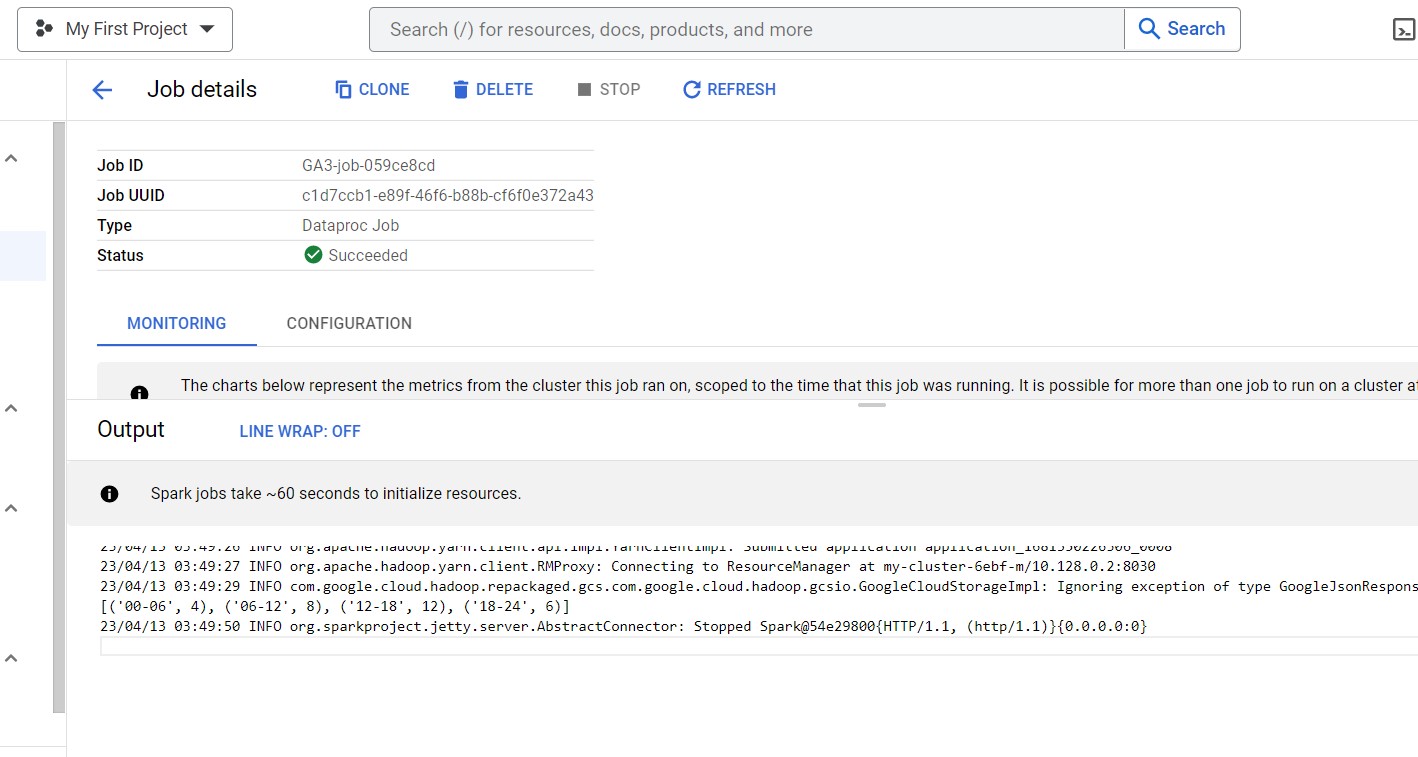 My First Project
Search (/) for resources, docs, products, and more
Search
Job details
CLONE
DELETE
STOP
REFRESH
Job ID GA3-job-059ce8cd
Job UUID c1d7ccb1-e89f-46f6-b88b-cf6f0e372a43
Type Dataproc Job
Status Succeeded
MONITORING
CONFIGURATION
The charts below represent the metrics from the cluster this job ran on, scoped to the time that this job was running. It is possible for more than one job to run on a cluster at
Output
LINE WRAP: OFF
Spark jobs take ~60 seconds to initialize resources.
23/04/13 03:49:26 INFO org.apache.hadoop.yarn.client.api.impl.YarnClientImpl: Submitted application
23/04/13 03:49:27 INFO org.apache.hadoop.yarn.client.RMProxy: Connecting to ResourceManager at my-cluster-6ebf-m/10.128.0.2:8030
23/04/13 03:49:29 INFO com.google.cloud.hadoop.repackaged.gcs.com.google.cloud.hadoop.gcsio.GoogleCloudStorageImpl: Ignoring exception of type GoogleJsonRespons
[('00-06', 4), ('06-12', 8), ('12-18', 12), ('18-24', 6)]
23/04/13 03:49:50 INFO org.sparkproject.jetty.server.AbstractConnector: Stopped Spark@54e29800{HTTP/1.1, (http/1.1)}{0.0.0.0:0}